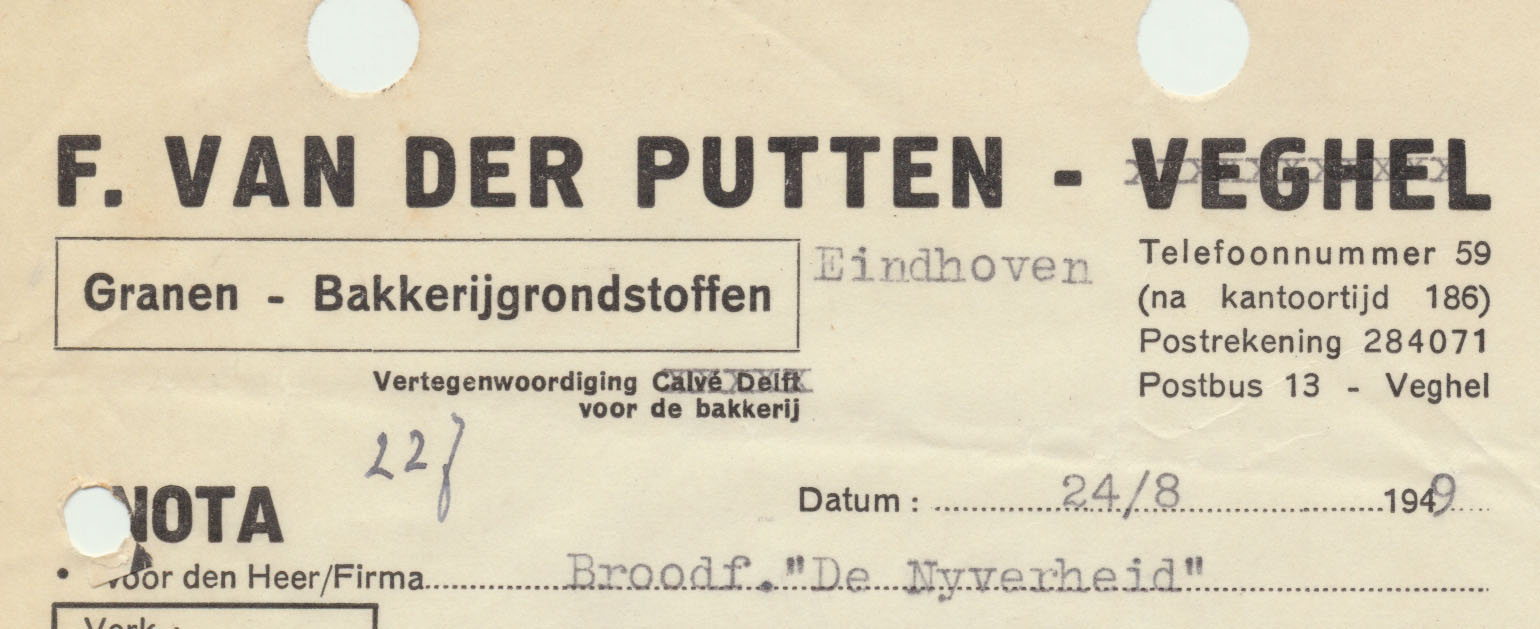 F. VAN DER PUTTEN - VEGHEL
Granen - Bakkerijgrondstoffen
Eindhoven
Telefoonnummer 59
(na kantoortijd 186)
Postrekening 284071
Postbus 13 - Veghel
Vertegenwoordiging Calvé Delft
voor de bakkerij
NOTA
Datum : 24/8 1949
Voor den Heer/Firma Broodf. "De Nyverheid"